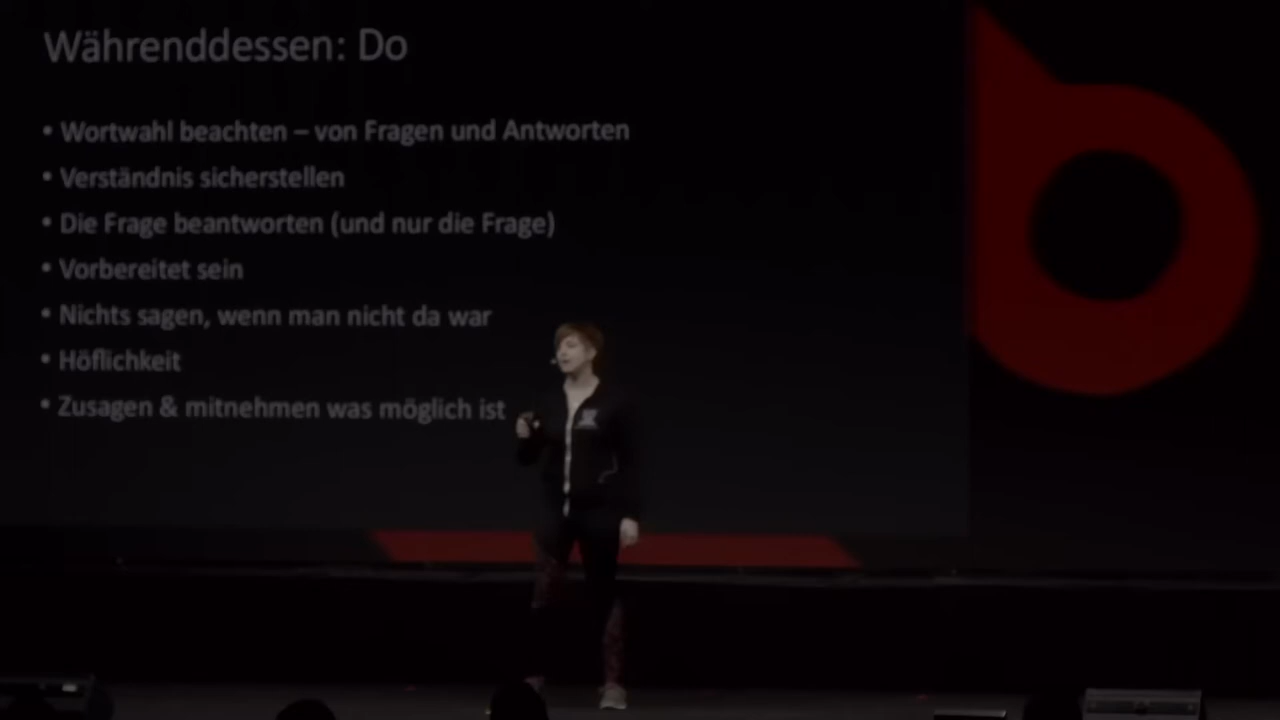 Währenddessen: Do
• Wortwahl beachten – von Fragen und Antworten
• Verständnis sicherstellen
• Die Frage beantworten (und nur die Frage)
• Vorbereitet sein
• Nichts sagen, wenn man nicht da war
• Höflichkeit
• Zusagen & mitnehmen was möglich ist